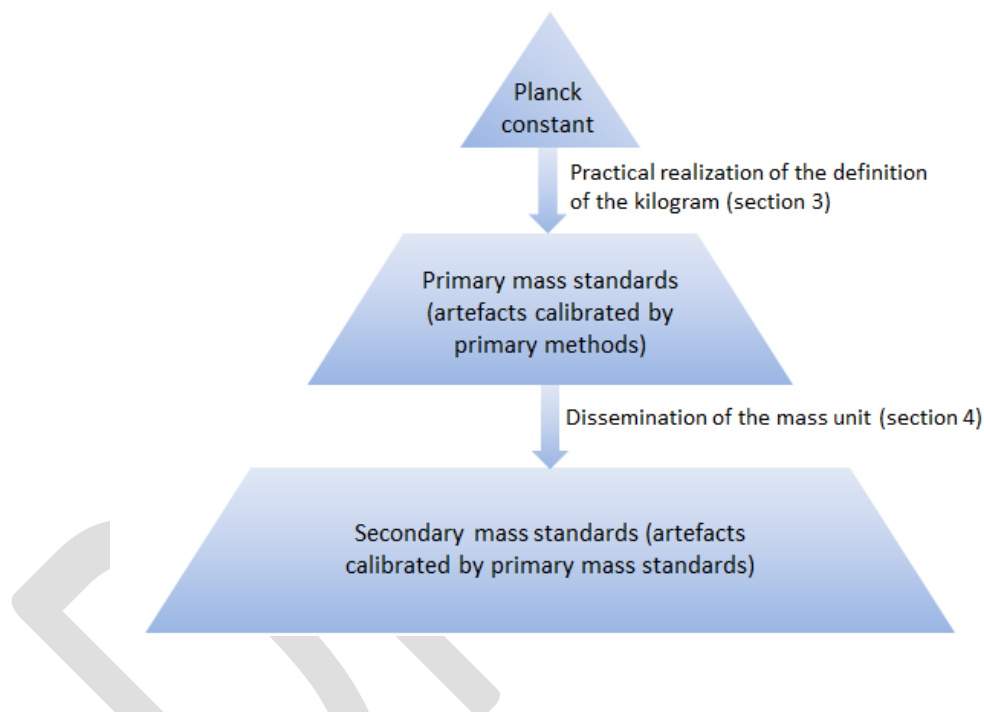 Planck
constant
Practical realization of the definition
of the kilogram (section 3)
Primary mass standards
(artefacts calibrated by
primary methods)
Dissemination of the mass unit (section 4)
Secondary mass standards (artefacts
calibrated by primary mass standards)